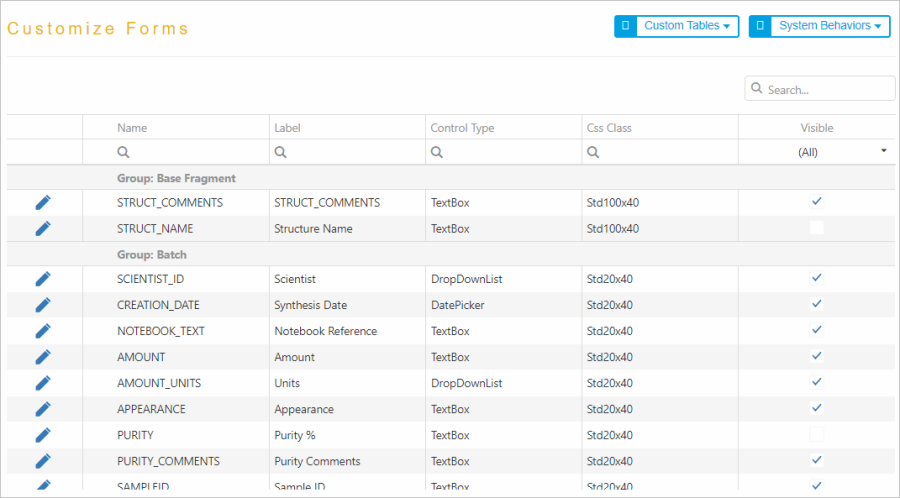 Customize Forms
Custom Tables
System Behaviors
Search...
Name Label Control Type Css Class Visible
(All)
Group: Base Fragment
STRUCT_COMMENTS STRUCT_COMMENTS TextBox Std100x40
STRUCT_NAME Structure Name TextBox Std100x40
Group: Batch
SCIENTIST_ID Scientist DropDownList Std20x40
CREATION_DATE Synthesis Date DatePicker Std20x40
NOTEBOOK_TEXT Notebook Reference TextBox Std20x40
AMOUNT Amount TextBox Std20x40
AMOUNT_UNITS Units DropDownList Std20x40
APPEARANCE Appearance TextBox Std20x40
PURITY Purity % TextBox Std20x40
PURITY_COMMENTS Purity Comments TextBox Std20x40
SAMPLEID Sample ID TextBox Std20x40